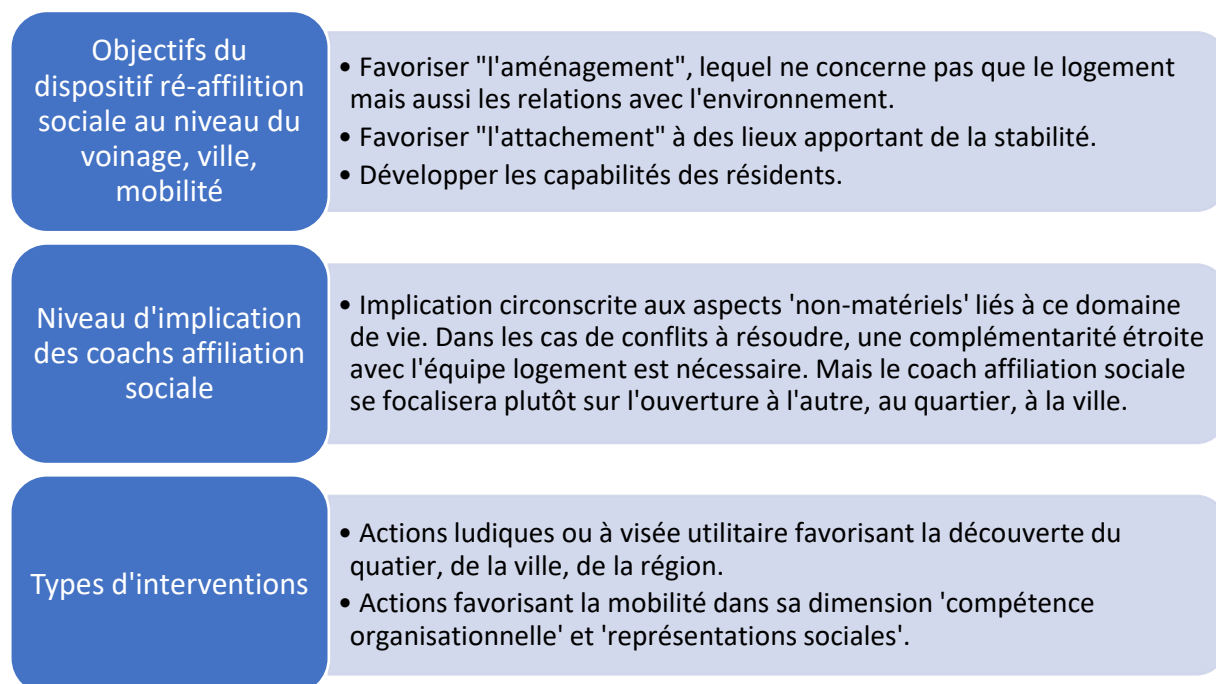 Objectifs du
dispositif ré-affilition
sociale au niveau du
voinage, ville,
mobilité
• Favoriser "l'aménagement", lequel ne concerne pas que le logement
mais aussi les relations avec l'environnement.
• Favoriser "l'attachement" à des lieux apportant de la stabilité.
• Développer les capabilités des résidents.
Niveau d'implication
des coachs affiliation
sociale
• Implication circonscrite aux aspects 'non-matériels' liés à ce domaine
de vie. Dans les cas de conflits à résoudre, une complémentarité étroite
avec l'équipe logement est nécessaire. Mais le coach affiliation sociale
se focalisera plutôt sur l'ouverture à l'autre, au quartier, à la ville.
Types d'interventions
• Actions ludiques ou à visée utilitaire favorisant la découverte du
quatier, de la ville, de la région.
• Actions favorisant la mobilité dans sa dimension 'compétence
organisationnelle' et 'représentations sociales'.